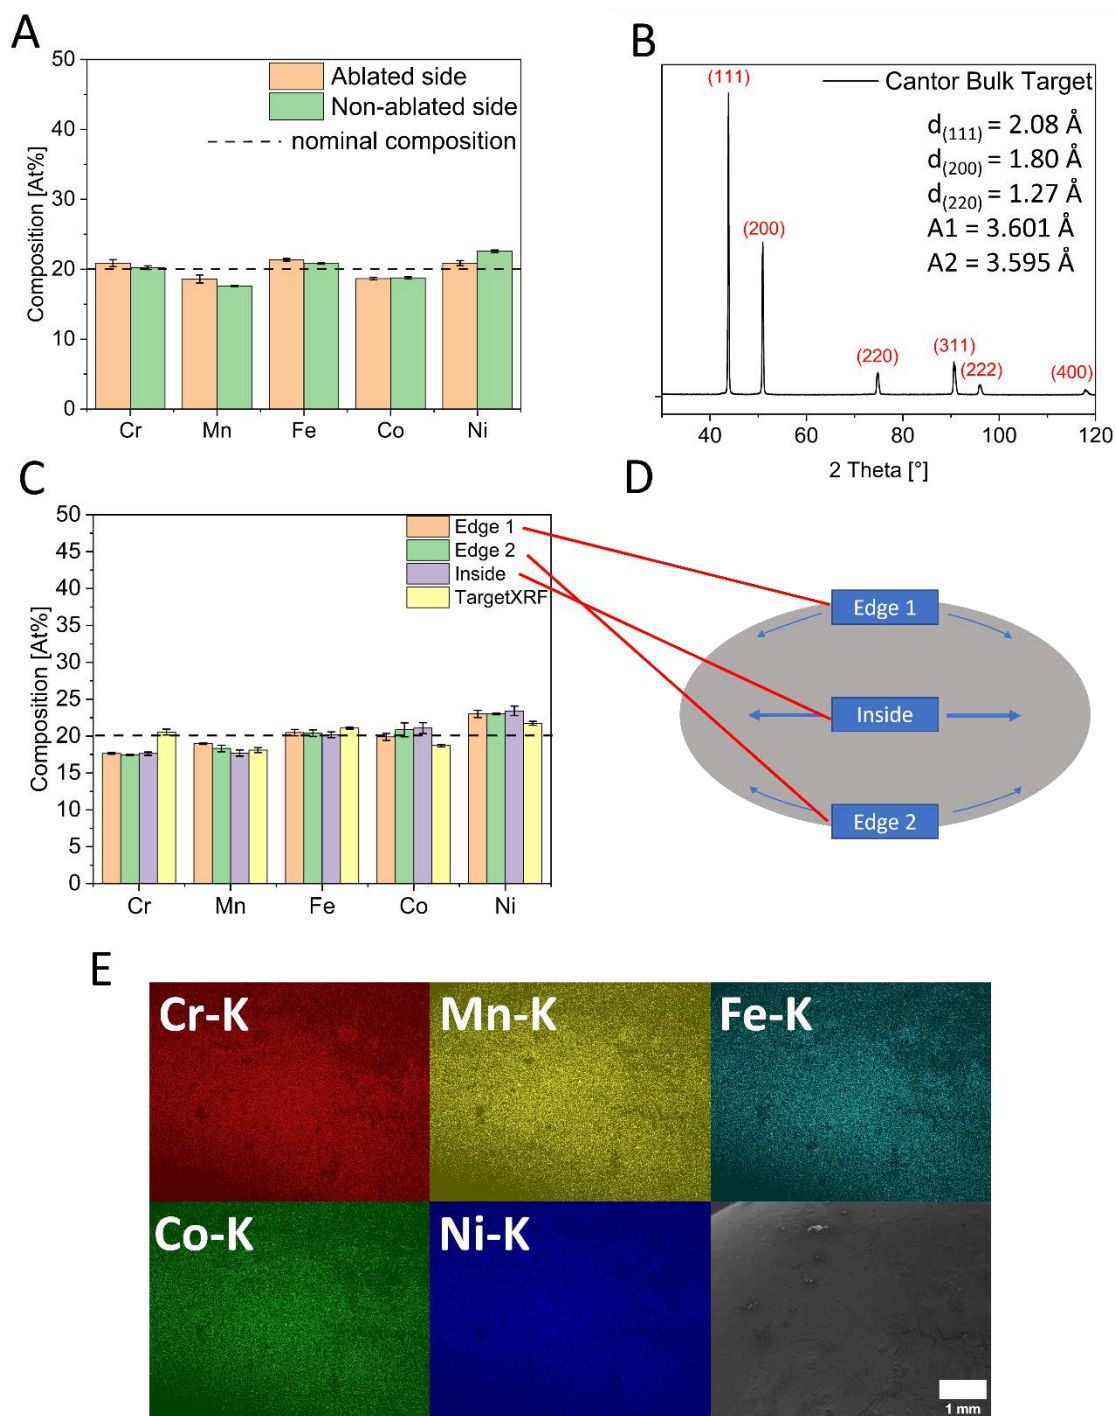 A
50
40
30
20
10
0
Composition [At%]
Ablated side
Non-ablated side
nominal composition
Cr Mn Fe Co Ni
B
(111)
Cantor Bulk Target
d(111) = 2.08 Å
d(200) = 1.80 Å
d(220) = 1.27 Å
A1 = 3.601 Å
A2 = 3.595 Å
(200)
(220)
(311)
(222)
(400)
40 60 80 100 120
2 Theta [°]
C
50
45
40
35
30
25
20
15
10
5
0
Composition [At%]
Edge 1
Edge 2
Inside
TargetXRF
Cr Mn Fe Co Ni
D
Edge 1
Inside
Edge 2
E
Cr-K
Mn-K
Fe-K
Co-K
Ni-K
1 mm